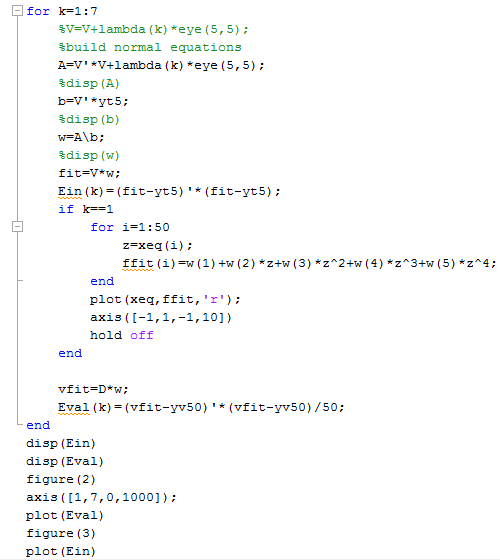 for k=1:7
%V=V+lambda(k)*eye(5,5);
%build normal equations
A=V'*V+lambda(k)*eye(5,5);
%disp(A)
b=V'*yt5;
%disp(b)
w=A\b;
%disp(w)
fit=V*w;
Ein(k)=(fit-yt5)'*(fit-yt5);
if k==1
for i=1:50
z=xeq(i);
ffit(i)=w(1)+w(2)*z+w(3)*z^2+w(4)*z^3+w(5)*z^4;
end
plot(xeq,ffit,'r');
axis([-1,1,-1,10])
hold off
end
vfit=D*w;
Eval(k)=(vfit-yv50)'*(vfit-yv50)/50;
end
disp(Ein)
disp(Eval)
figure(2)
axis([1,7,0,1000]);
plot(Eval)
figure(3)
plot(Ein)